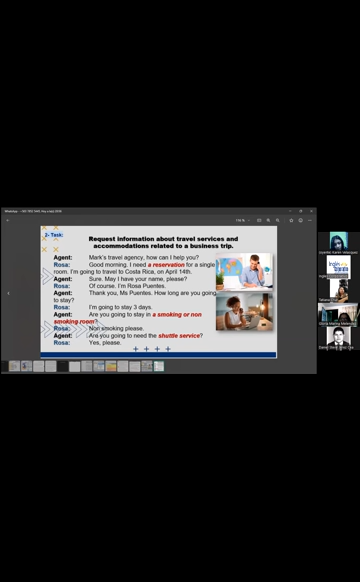 2- Task:
Request information about travel services and
accommodations related to a business trip.
Agent: Mark's travel agency, how can I help you?
Rosa: Good morning. I need a reservation for a single
room. I'm going to travel to Costa Rica, on April 14th.
Agent: Sure. May I have your name, please?
Rosa: Of course. I'm Rosa Puentes.
Agent: Thank you, Ms Puentes. How long are you going
to stay?
Rosa: I'm going to stay 3 days.
Agent: Are you going to stay in a smoking or non
smoking room?
Rosa: Non smoking please.
Agent: Are you going to need the shuttle service?
Rosa: Yes, please.